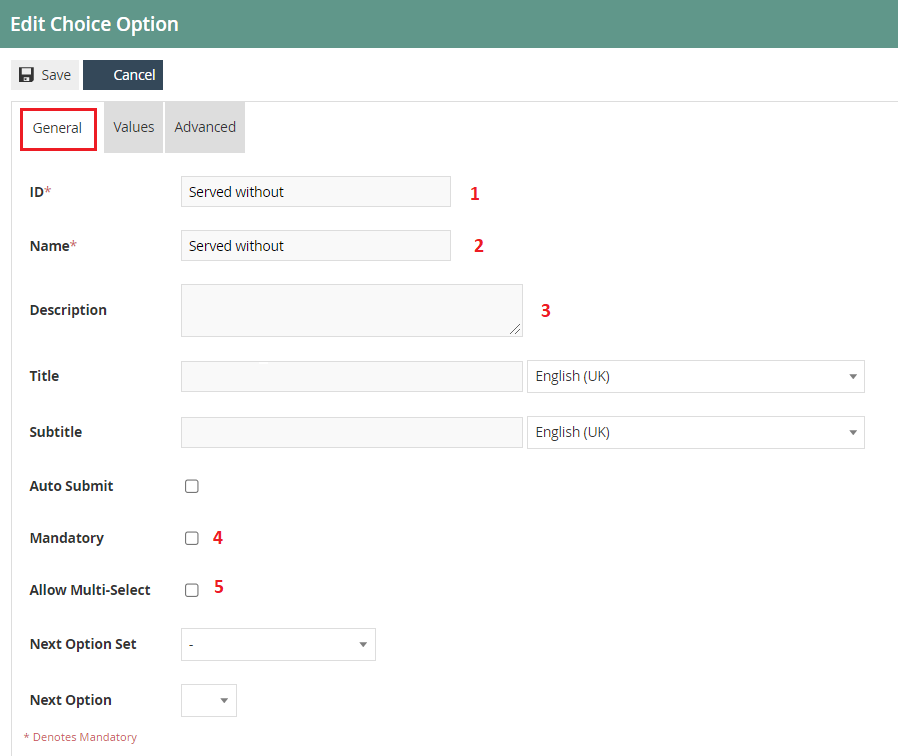 Edit Choice Option
Save Cancel
General Values Advanced
ID* Served without 1
Name* Served without 2
Description 3
Title English (UK)
Subtitle English (UK)
Auto Submit
Mandatory 4
Allow Multi-Select 5
Next Option Set -
Next Option
* Denotes Mandatory